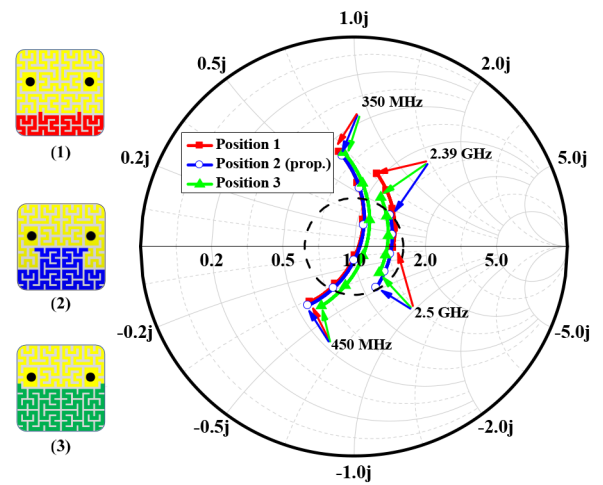 1.0j
0.5j
2.0j
350 MHz
Position 1
Position 2 (prop.)
Position 3
2.39 GHz
(1)
0.2j
5.0j
0.2
0.5
1.0
2.0
5.0
(2)
2.5 GHz
-0.2j
-5.0j
450 MHz
(3)
-0.5j
-2.0j
-1.0j